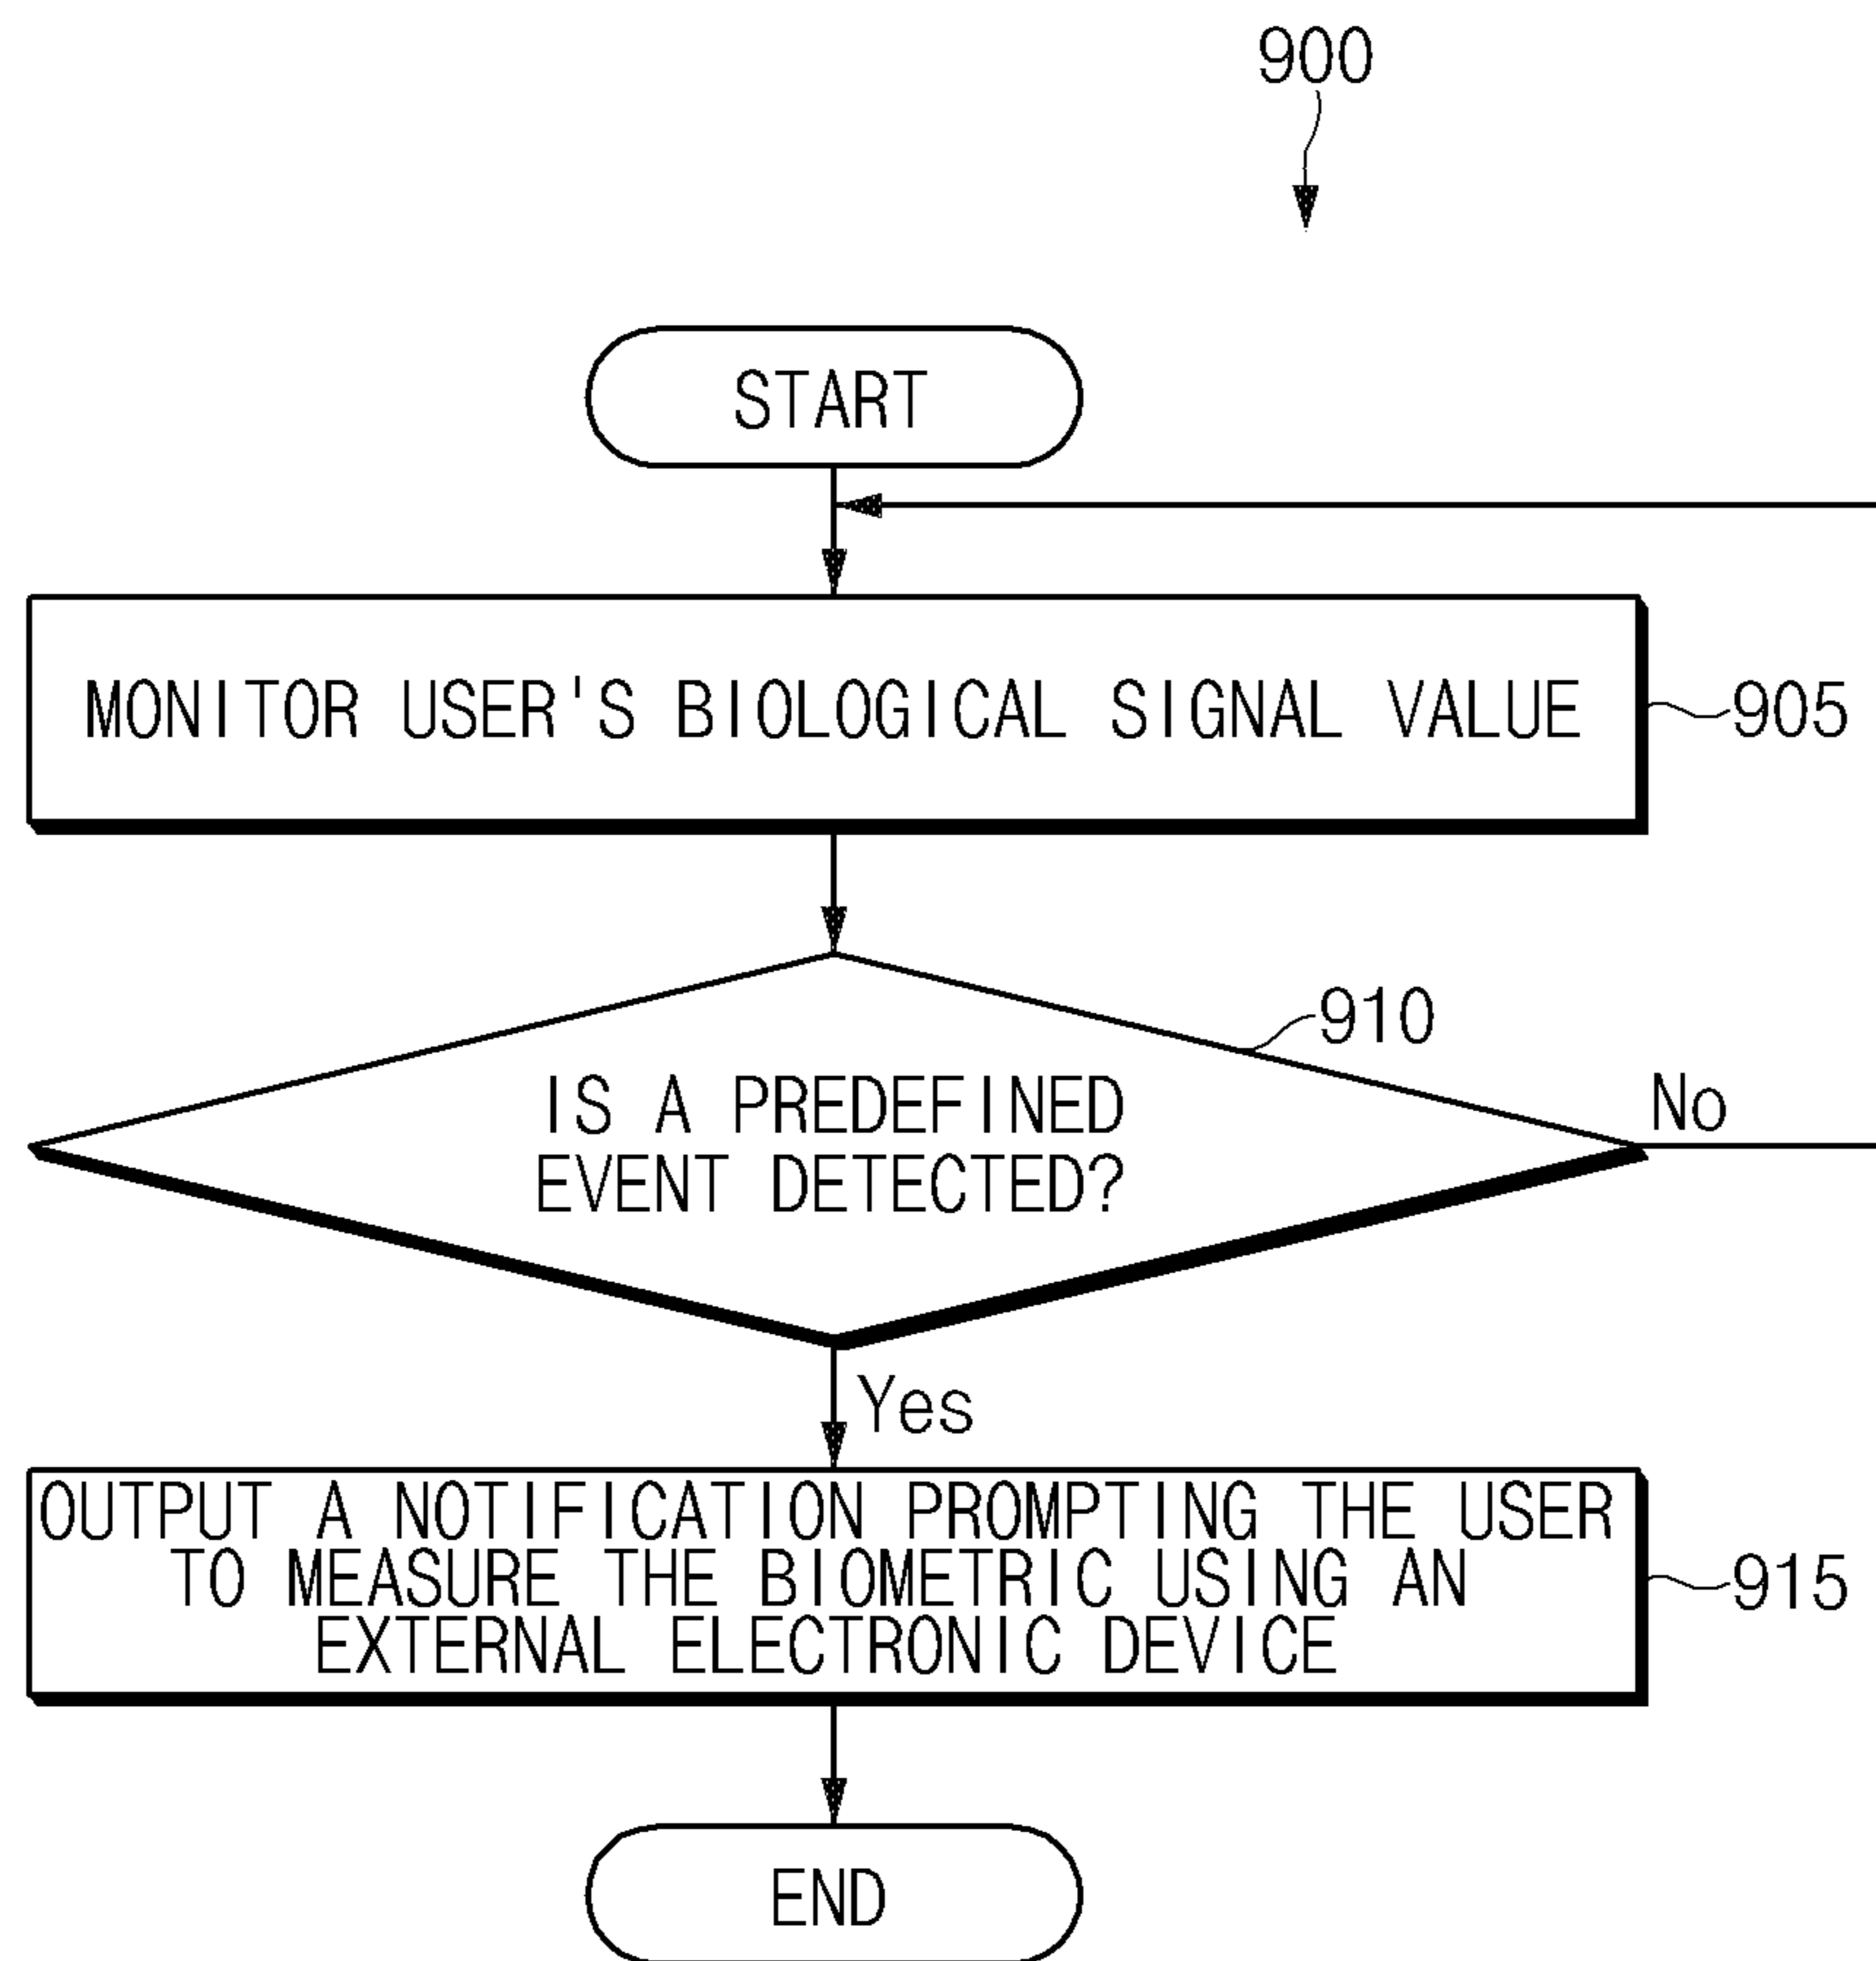 900
START
MONITOR USER'S BIOLOGICAL SIGNAL VALUE
905
910
IS A PREDEFINED
EVENT DETECTED?
No
Yes
OUTPUT A NOTIFICATION PROMPTING THE USER
TO MEASURE THE BIOMETRIC USING AN
EXTERNAL ELECTRONIC DEVICE
915
END